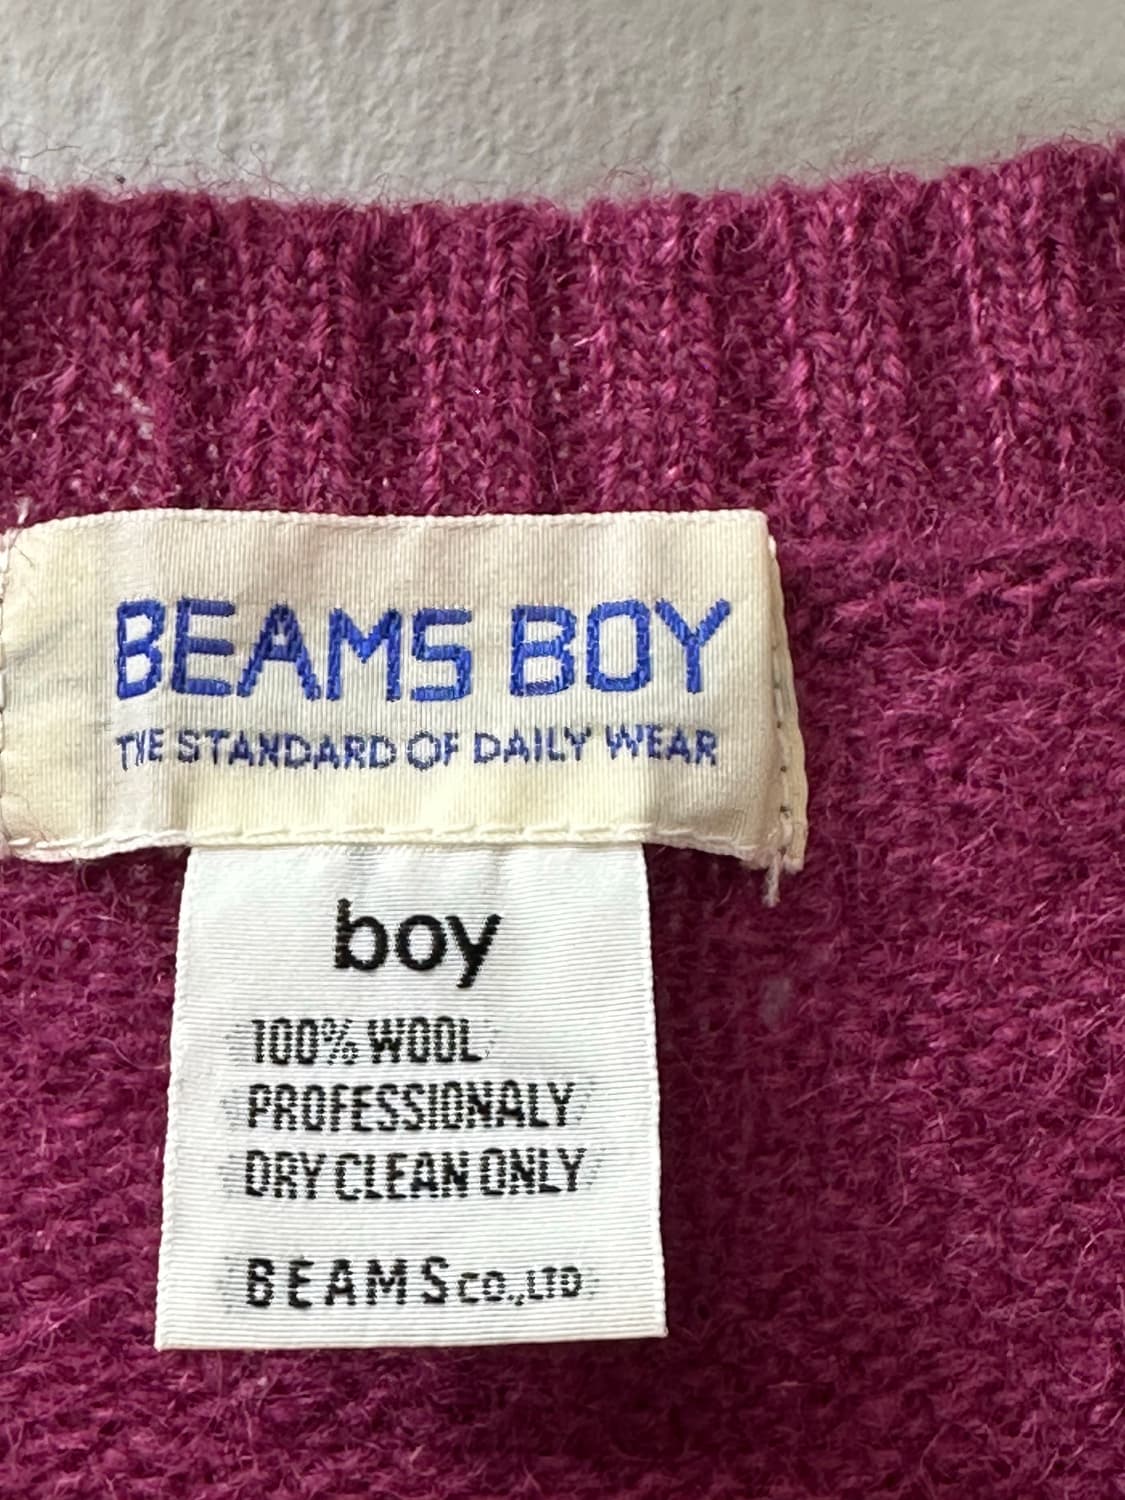 BEAMS BOY
THE STANDARD OF DAILY WEAR
boy
100% WOOL
PROFESSIONALY
DRY CLEAN ONLY
BEAMS CO.,LTD